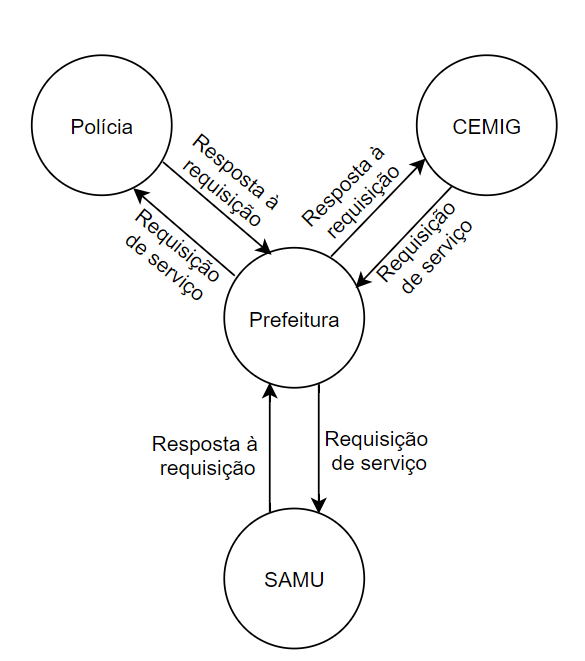 Polícia
CEMIG
Resposta à
requisição
Resposta à
requisição
Requisição
de serviço
Requisição
de serviço
Prefeitura
Resposta à
requisição
Requisição
de serviço
SAMU